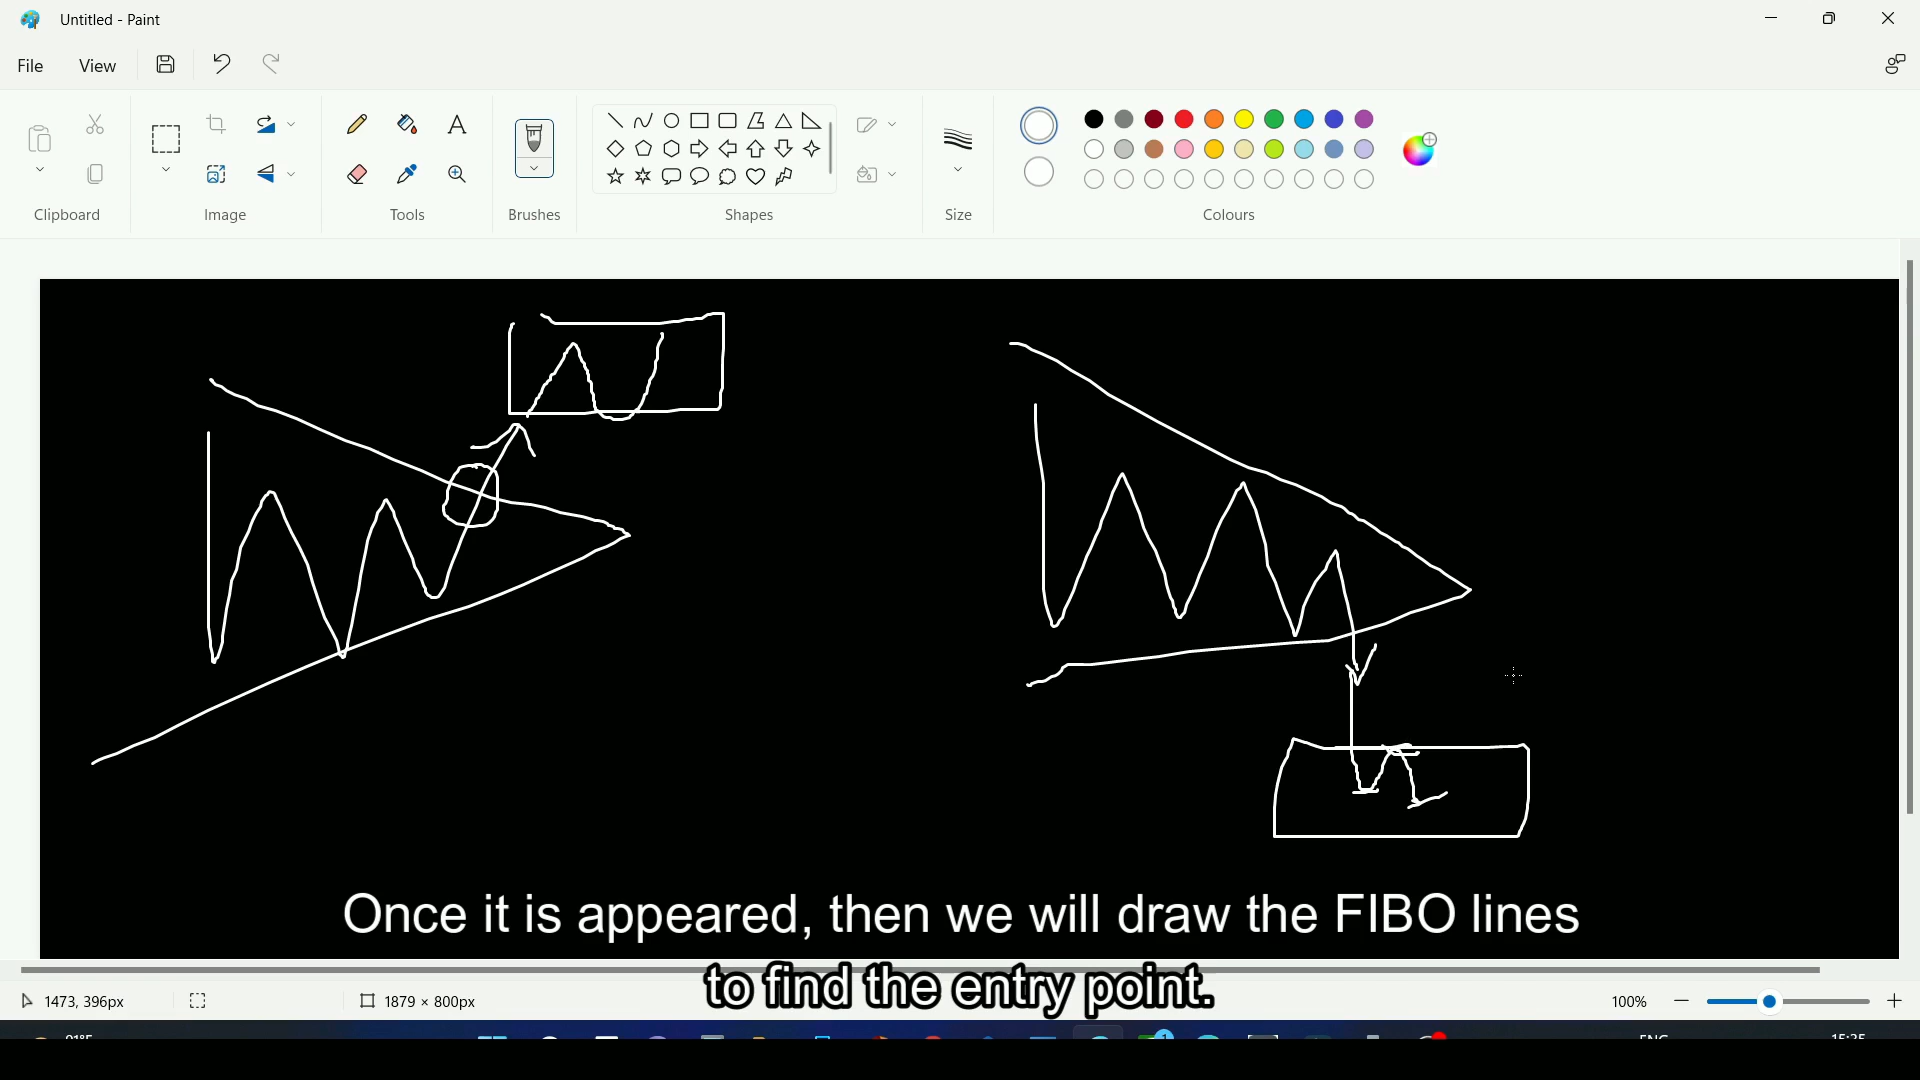 Untitled - Paint
File View
Clipboard Image Tools Brushes Shapes Size Colours
Once it is appeared, then we will draw the FIBO lines
to find the entry point.
1473, 396px 1879 × 800px 100%